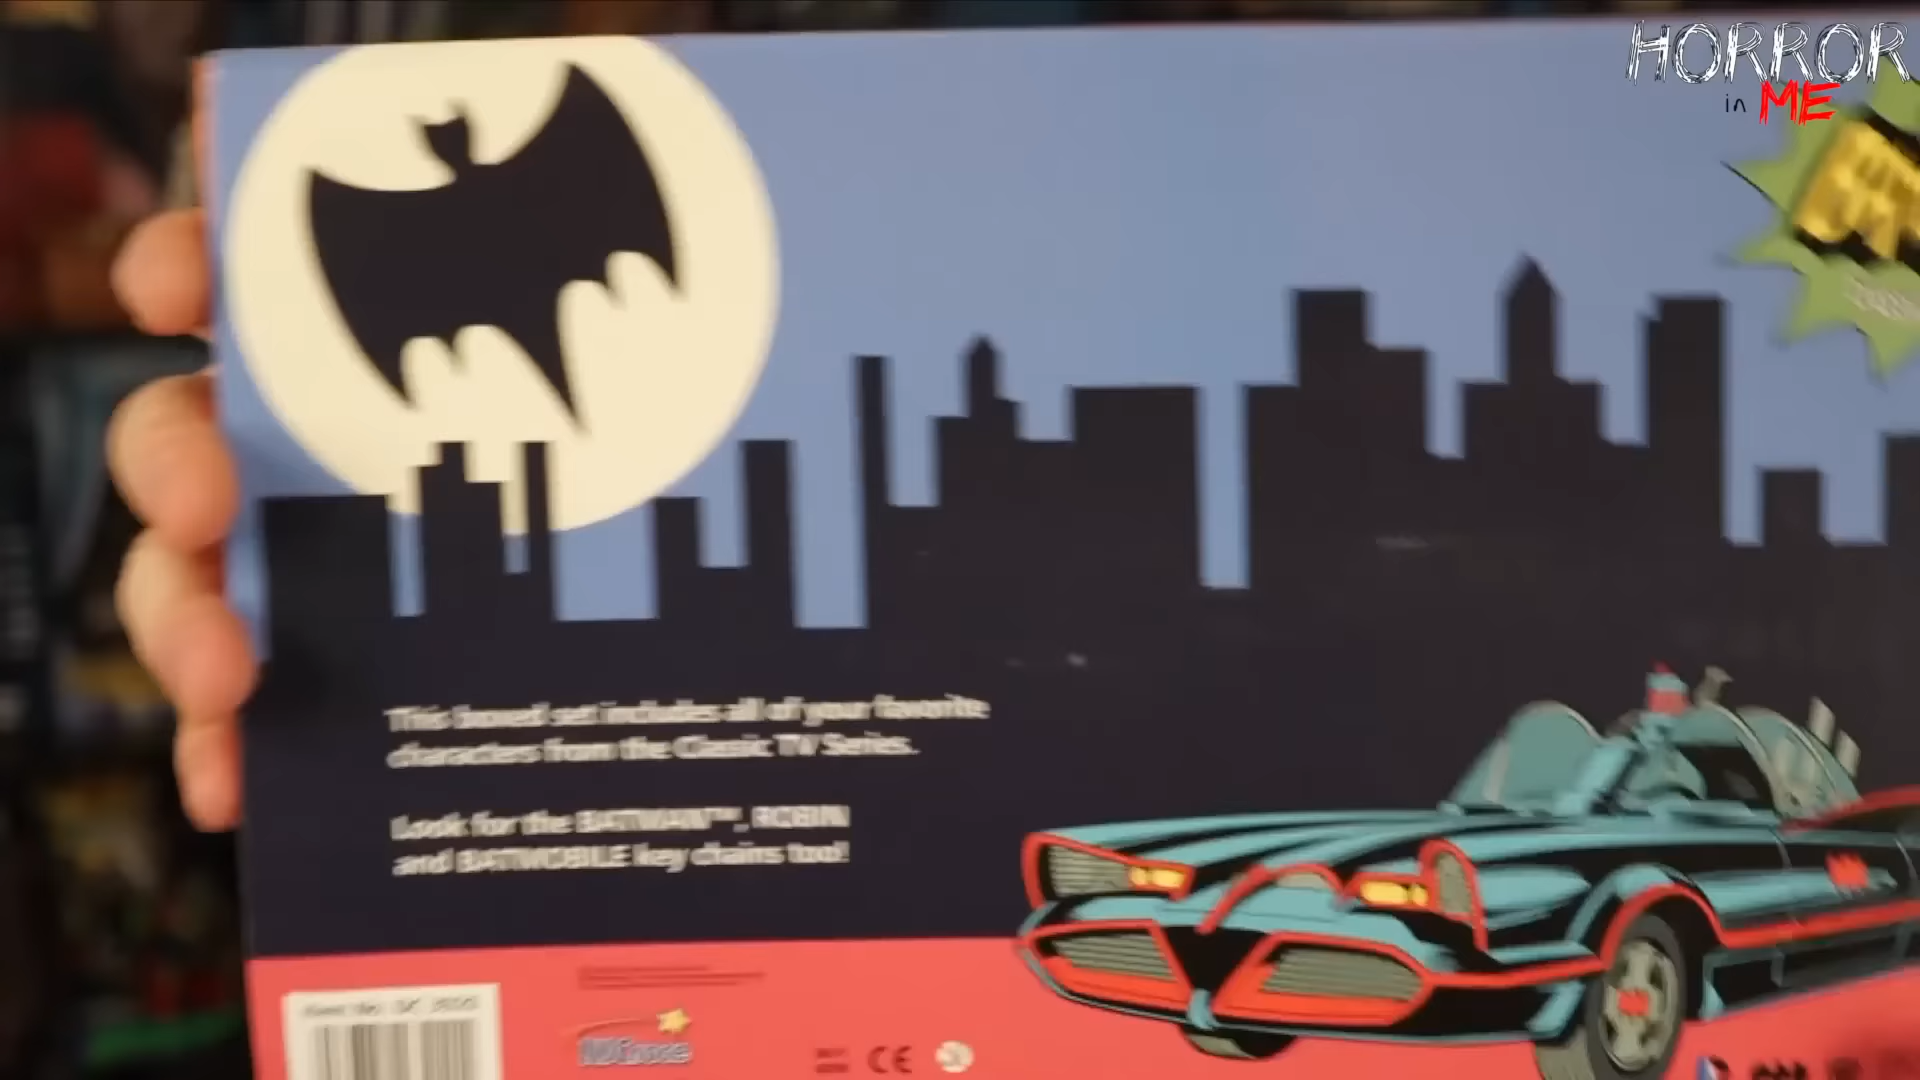 HORROR
in ME
This boxed set includes all of your favorite
characters from the Classic TV Series.
Look for the BATMAN™, ROBIN
and BATMOBILE key chains too!
NJCroce
CE